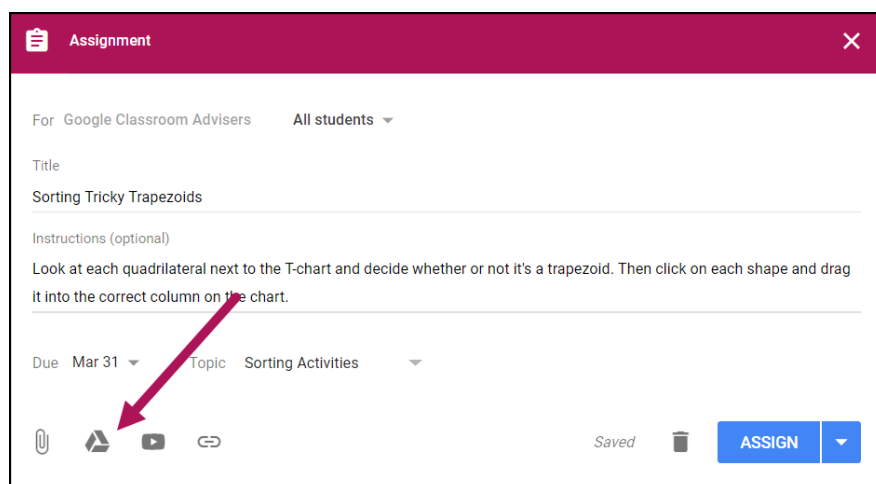 Assignment
For Google Classroom Advisers All students
Title
Sorting Tricky Trapezoids
Instructions (optional)
Look at each quadrilateral next to the T-chart and decide whether or not it's a trapezoid. Then click on each shape and drag
it into the correct column on the chart.
Due Mar 31 Topic Sorting Activities
Saved ASSIGN